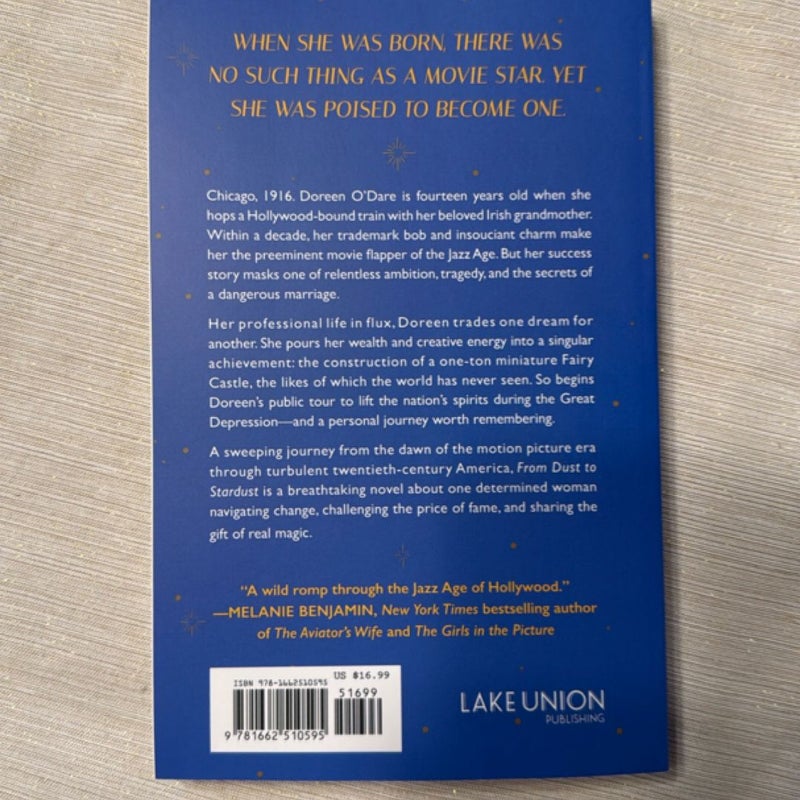 WHEN SHE WAS BORN, THERE WAS
NO SUCH THING AS A MOVIE STAR. YET
SHE WAS POISED TO BECOME ONE.
Chicago, 1916. Doreen O'Dare is fourteen years old when she
hops a Hollywood-bound train with her beloved Irish grandmother.
Within a decade, her trademark bob and insouciant charm make
her the preeminent movie flapper of the Jazz Age. But her success
story masks one of relentless ambition, tragedy, and the secrets of
a dangerous marriage.
Her professional life in flux, Doreen trades one dream for
another. She pours her wealth and creative energy into a singular
achievement: the construction of a one-ton miniature Fairy
Castle, the likes of which the world has never seen. So begins
Doreen's public tour to lift the nation's spirits during the Great
Depression—and a personal journey worth remembering.
A sweeping journey from the dawn of the motion picture era
through turbulent twentieth-century America, From Dust to
Stardust is a breathtaking novel about one determined woman
navigating change, challenging the price of fame, and sharing the
gift of real magic.
"A wild romp through the Jazz Age of Hollywood."
—MELANIE BENJAMIN, New York Times bestselling author
of The Aviator's Wife and The Girls in the Picture
ISBN 978-1662510595
US $16.99
51699
9 781662 510595
LAKE UNION
PUBLISHING